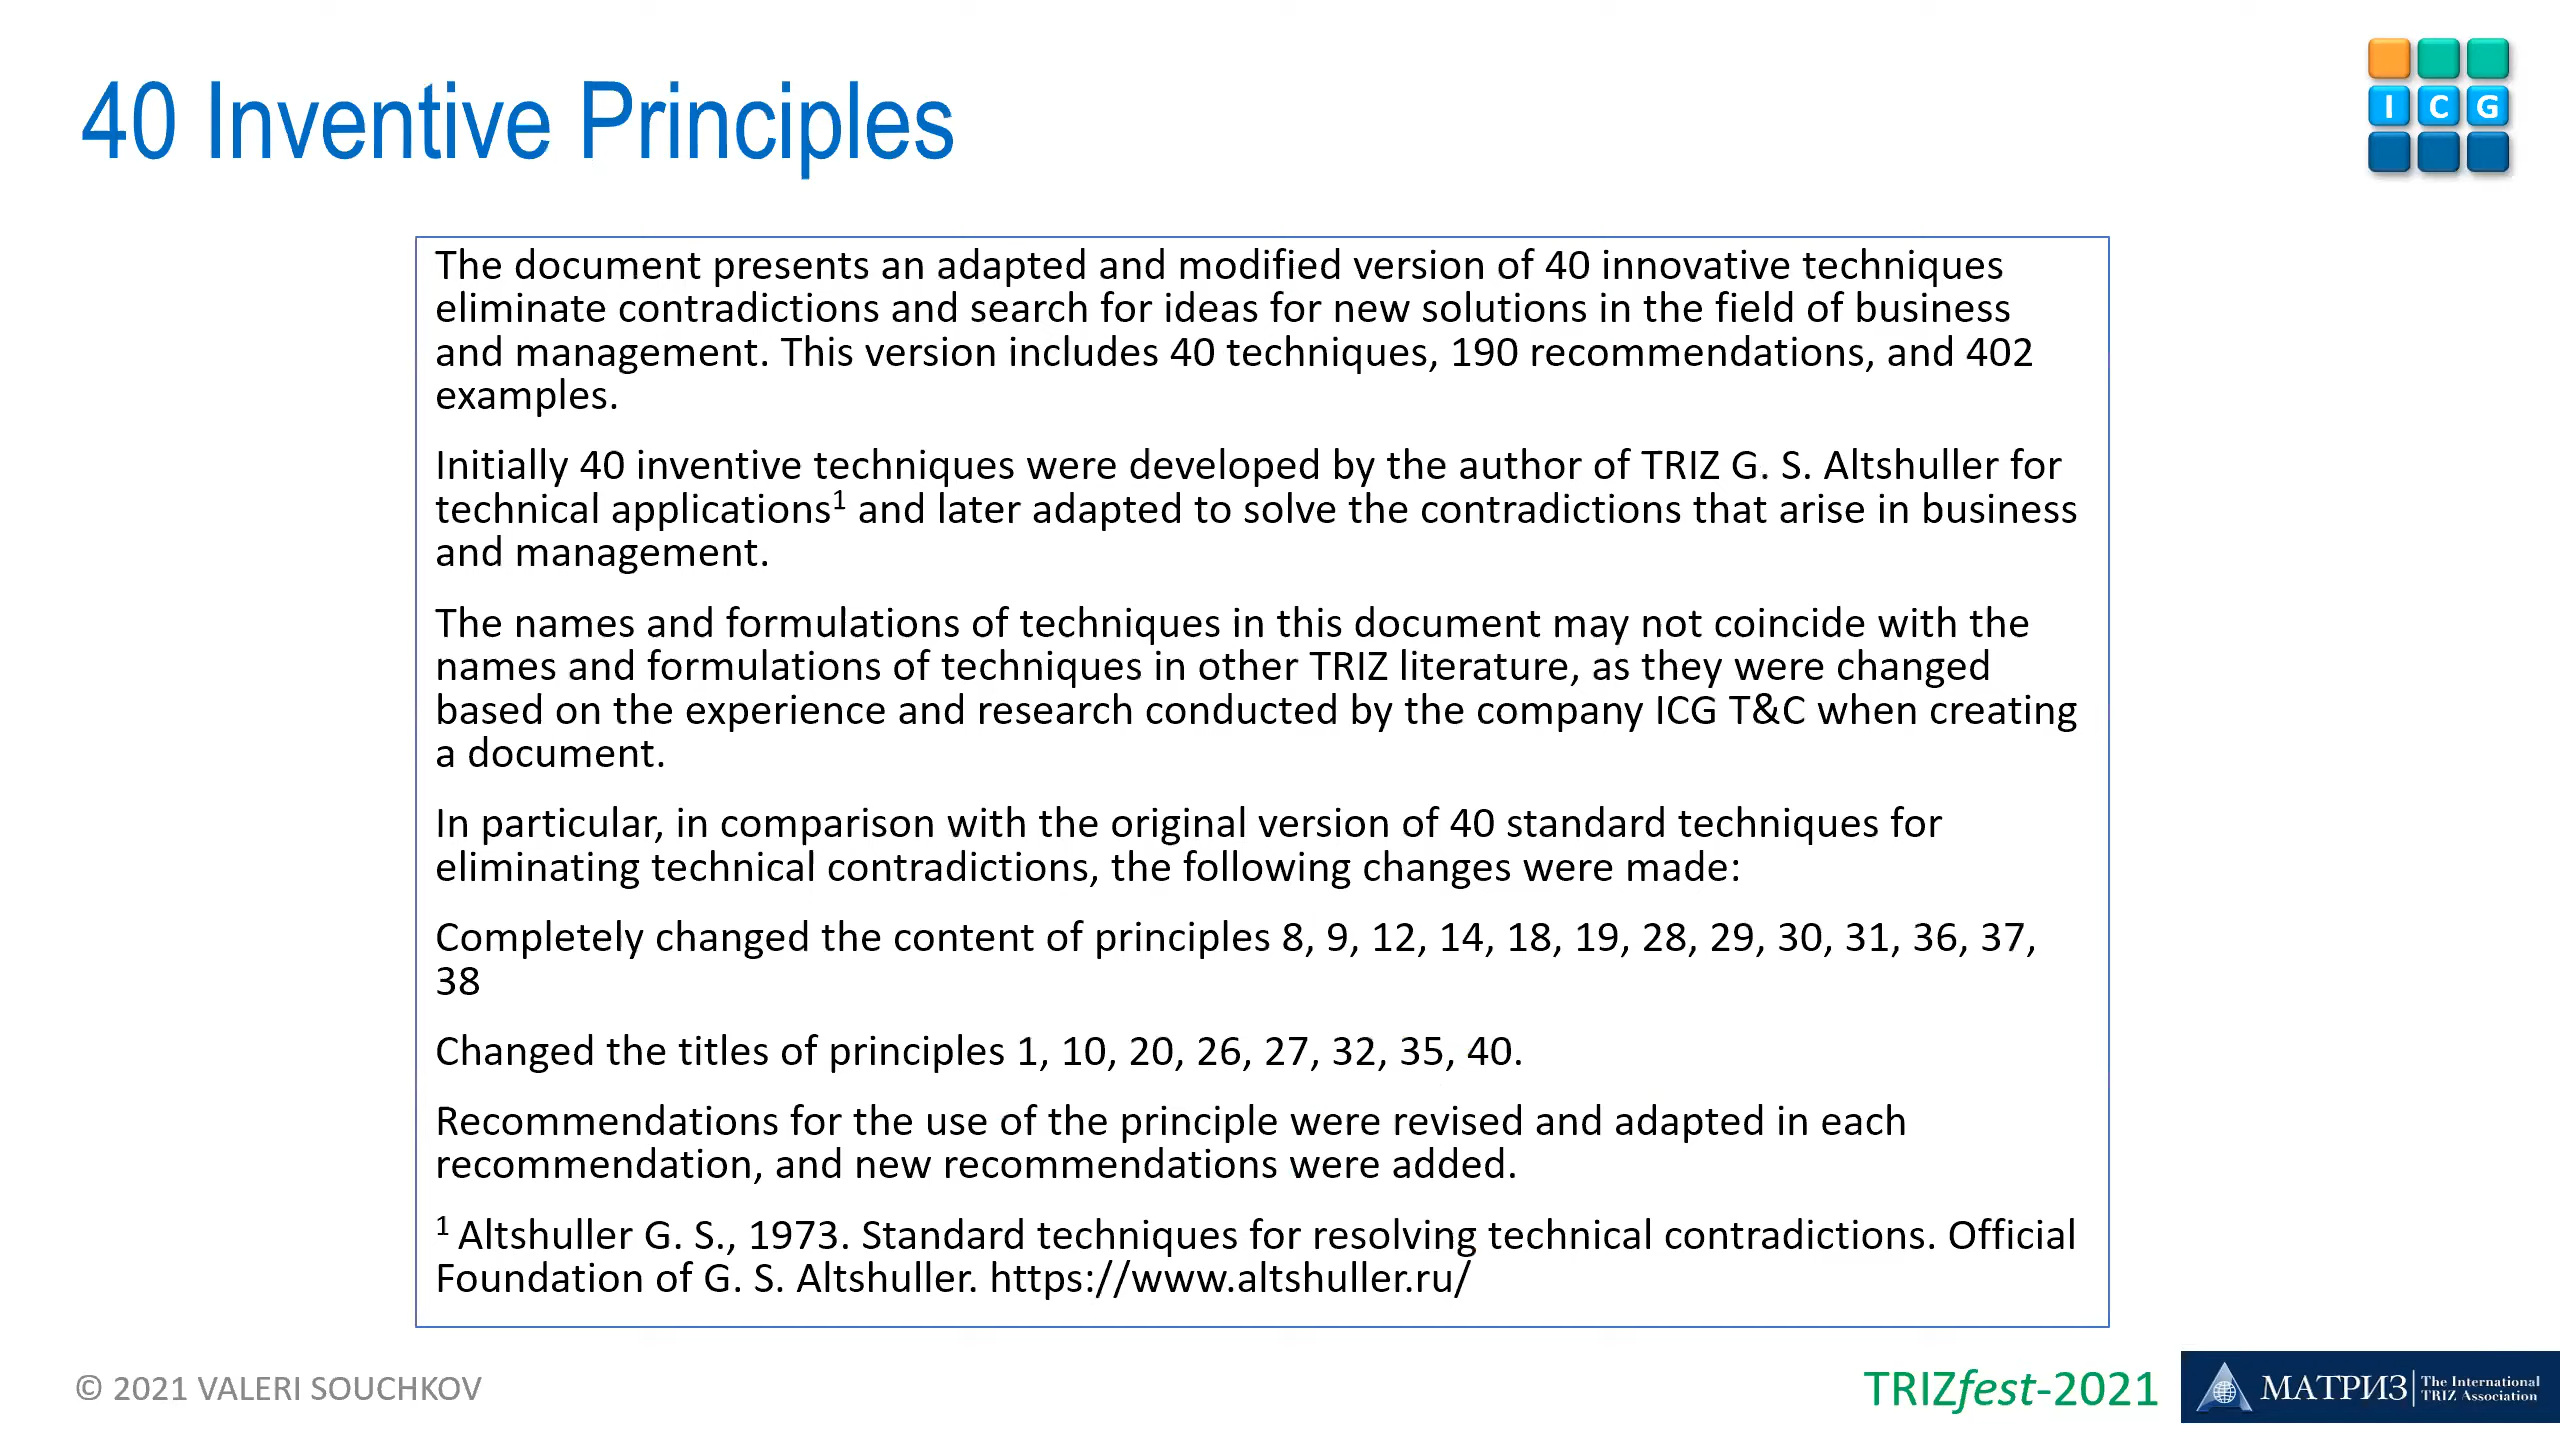 40 Inventive Principles
I C G
The document presents an adapted and modified version of 40 innovative techniques
eliminate contradictions and search for ideas for new solutions in the field of business
and management. This version includes 40 techniques, 190 recommendations, and 402
examples.
Initially 40 inventive techniques were developed by the author of TRIZ G. S. Altshuller for
technical applications¹ and later adapted to solve the contradictions that arise in business
and management.
The names and formulations of techniques in this document may not coincide with the
names and formulations of techniques in other TRIZ literature, as they were changed
based on the experience and research conducted by the company ICG T&C when creating
a document.
In particular, in comparison with the original version of 40 standard techniques for
eliminating technical contradictions, the following changes were made:
Completely changed the content of principles 8, 9, 12, 14, 18, 19, 28, 29, 30, 31, 36, 37,
38
Changed the titles of principles 1, 10, 20, 26, 27, 32, 35, 40.
Recommendations for the use of the principle were revised and adapted in each
recommendation, and new recommendations were added.
¹ Altshuller G. S., 1973. Standard techniques for resolving technical contradictions. Official
Foundation of G. S. Altshuller. https://www.altshuller.ru/
© 2021 VALERI SOUCHKOV
TRIZfest-2021
МАТРИЗ
The International
TRIZ Association